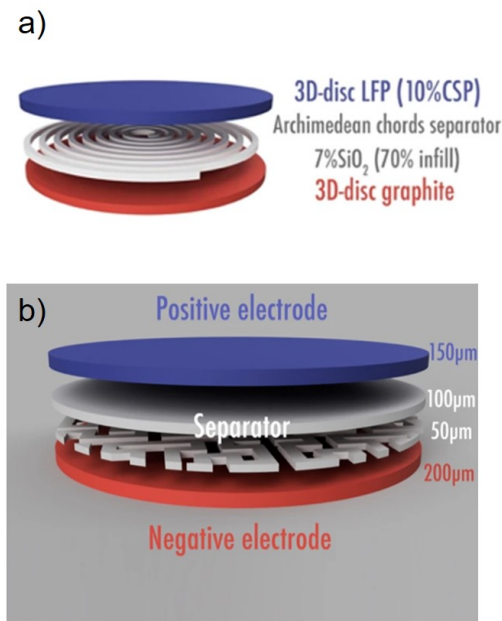 a)
3D-disc LFP (10%CSP)
Archimedean chords separator
7%SiO₂ (70% infill)
3D-disc graphite
b)
Positive electrode
150µm
100µm
Separator
50µm
200µm
Negative electrode